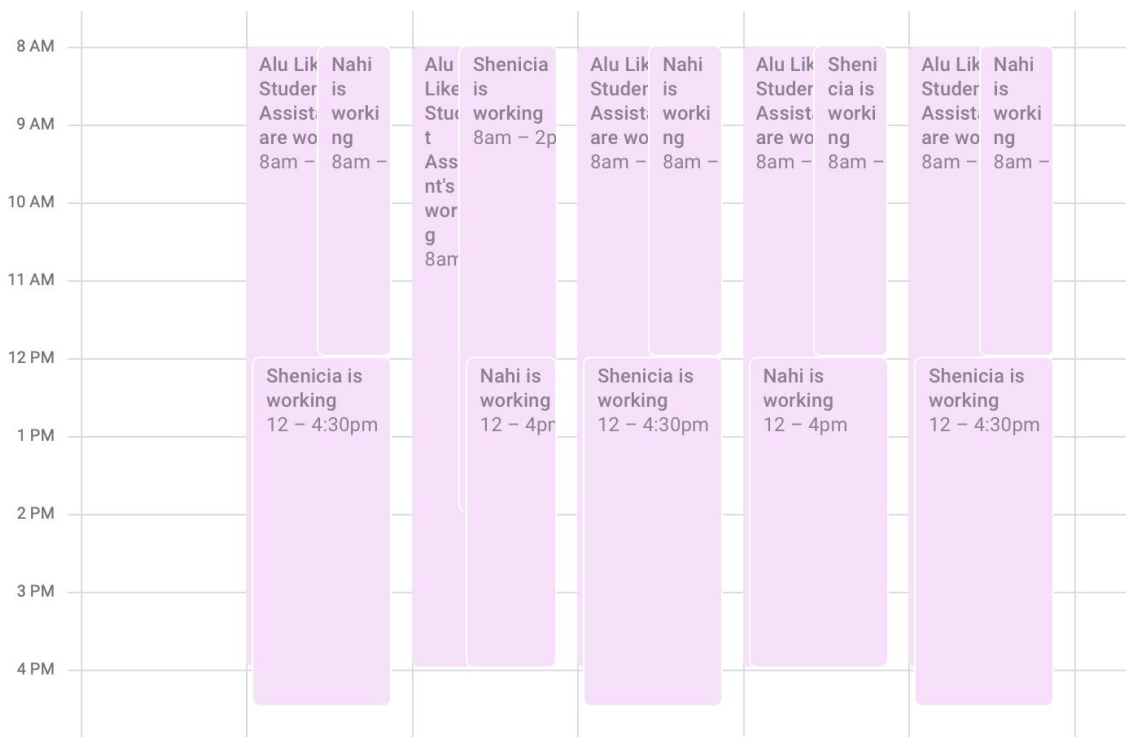 8 AM
9 AM
10 AM
11 AM
12 PM
1 PM
2 PM
3 PM
4 PM
Alu Lik
Studer
Assista
are wo
8am –
Nahi
is
worki
ng
8am –
Shenicia is
working
12 – 4:30pm
Alu
Like
Stud
t
Ass
nt's
wor
g
8am
Shenicia
is
working
8am – 2p
Nahi is
working
12 – 4pm
Alu Lik
Studer
Assista
are wo
8am –
Nahi
is
worki
ng
8am –
Shenicia is
working
12 – 4:30pm
Alu Lik
Studer
Assista
are wo
8am –
Sheni
cia is
worki
ng
8am –
Nahi is
working
12 – 4pm
Alu Lik
Studer
Assista
are wo
8am –
Nahi
is
worki
ng
8am –
Shenicia is
working
12 – 4:30pm